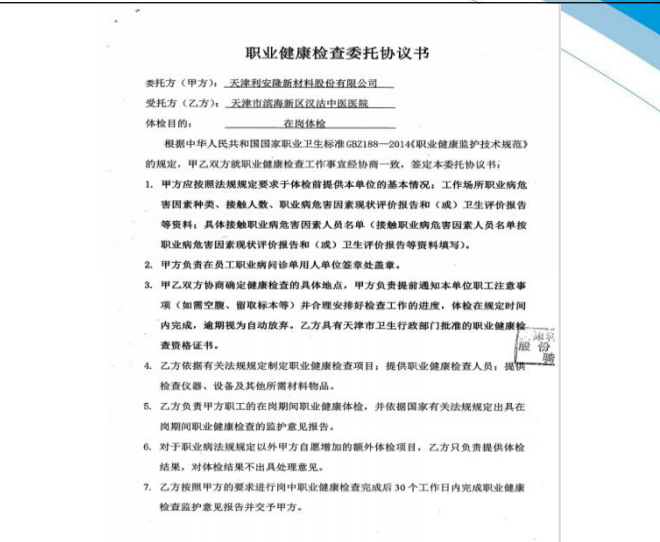 职业健康检查委托协议书
委托方（甲方）：天津利安隆新材料股份有限公司
受托方（乙方）：天津市滨海新区汉沽中医医院
体检目的：在岗体检
根据中华人民共和国国家职业卫生标准GBZ188—2014《职业健康监护技术规范》
的规定，甲乙双方就职业健康检查工作事宜经协商一致，签定本委托协议书：
1. 甲方应按照法规规定要求于体检前提供本单位的基本情况：工作场所职业病危
害因素种类、接触人数、职业病危害因素现状评价报告和（或）卫生评价报告
等资料；具体接触职业病危害因素人员名单（接触职业病危害因素人员名单按
职业病危害因素现状评价报告和（或）卫生评价报告等资料填写）。
2. 甲方负责在员工职业病问诊单用人单位签章处盖章。
3. 甲乙双方协商确定健康检查的具体地点，甲方负责提前通知本单位职工注意事
项（如需空腹、留取标本等）并合理安排好检查工作的进度，体检在规定时间
内完成，逾期视为自动放弃。乙方具有天津市卫生行政部门批准的职业健康检
查资格证书。
4. 乙方依据有关法规规定制定职业健康检查项目；提供职业健康检查人员；提供
检查仪器、设备及其他所需材料物品。
5. 乙方负责甲方职工的在岗期间职业健康体检，并依据国家有关法规规定出具在
岗期间职业健康检查的监护意见报告。
6. 对于职业病法规规定以外甲方自愿增加的额外体检项目，乙方只负责提供体检
结果，对体检结果不出具处理意见。
7. 乙方按照甲方的要求进行岗中职业健康检查完成后 30 个工作日内完成职业健康
检查监护意见报告并交予甲方。
股份
骑